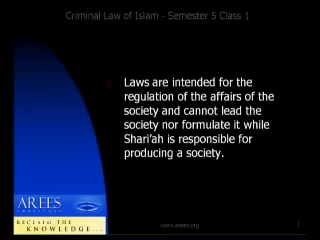 Criminal Law of Islam - Semester 5 Class 1
Laws are intended for the
regulation of the affairs of the
society and cannot lead the
society nor formulate it while
Shari'ah is responsible for
producing a society.
AREES
RECLAIM THE
KNOWLEDGE...
www.arees.org